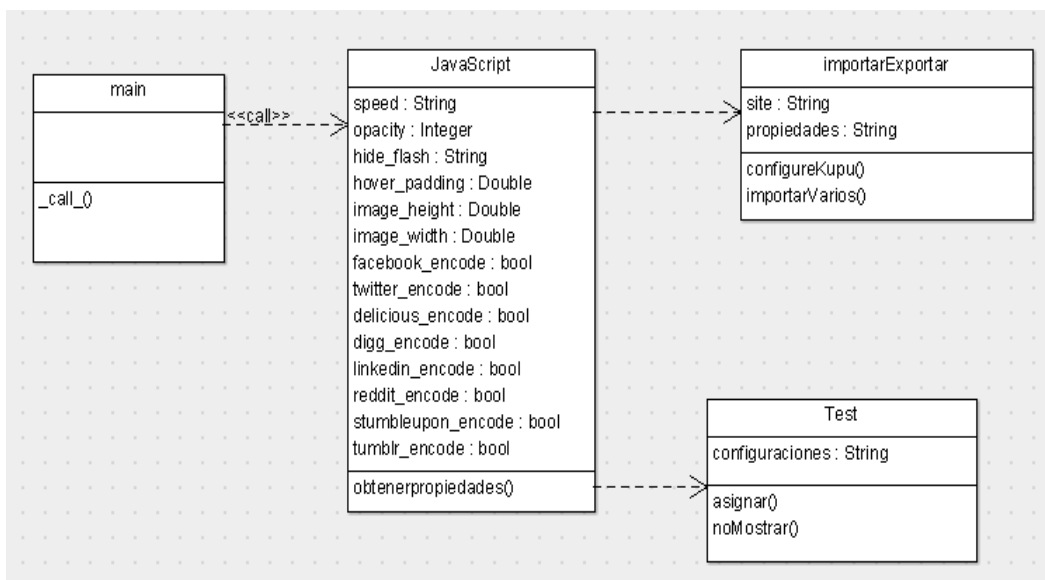 main
_call_()
<<call>>
JavaScript
speed : String
opacity : Integer
hide_flash : String
hover_padding : Double
image_height : Double
image_width : Double
facebook_encode : bool
twitter_encode : bool
delicious_encode : bool
digg_encode : bool
linkedin_encode : bool
reddit_encode : bool
stumbleupon_encode : bool
tumblr_encode : bool
obtenerpropiedades()
importarExportar
site : String
propiedades : String
configureKupu()
importarVarios()
Test
configuraciones : String
asignar()
noMostrar()